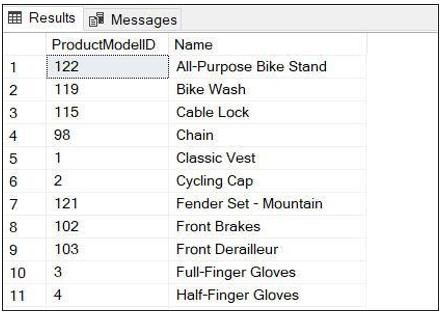 Results Messages
ProductModelID Name
1 122 All-Purpose Bike Stand
2 119 Bike Wash
3 115 Cable Lock
4 98 Chain
5 1 Classic Vest
6 2 Cycling Cap
7 121 Fender Set - Mountain
8 102 Front Brakes
9 103 Front Derailleur
10 3 Full-Finger Gloves
11 4 Half-Finger Gloves